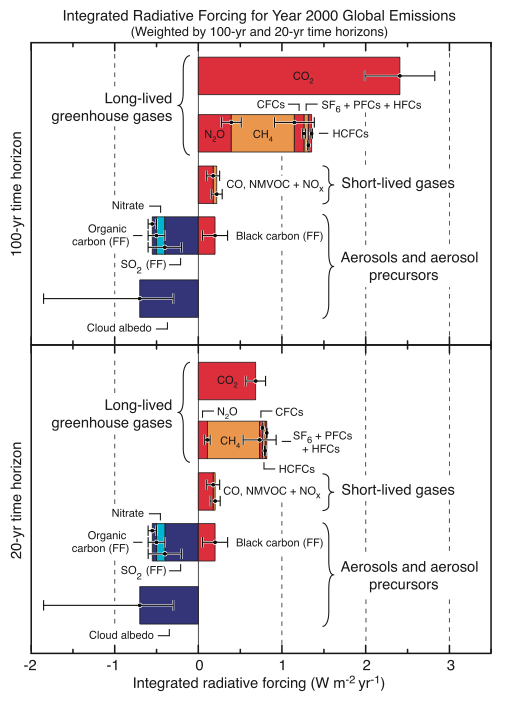 Integrated Radiative Forcing for Year 2000 Global Emissions
(Weighted by 100-yr and 20-yr time horizons)
100-yr time horizon
Long-lived
greenhouse gases
CO2
CFCs
SF6 + PFCs + HFCs
N2O
CH4
HCFCs
CO, NMVOC + NOx
Short-lived gases
Nitrate
Organic
carbon (FF)
SO2 (FF)
Black carbon (FF)
Aerosols and aerosol
precursors
Cloud albedo
20-yr time horizon
Long-lived
greenhouse gases
CO2
N2O
CFCs
CH4
SF6 + PFCs
+ HFCs
HCFCs
CO, NMVOC + NOx
Short-lived gases
Nitrate
Organic
carbon (FF)
SO2 (FF)
Black carbon (FF)
Aerosols and aerosol
precursors
Cloud albedo
-2 -1 0 1 2 3
Integrated radiative forcing (W m-2 yr-1)